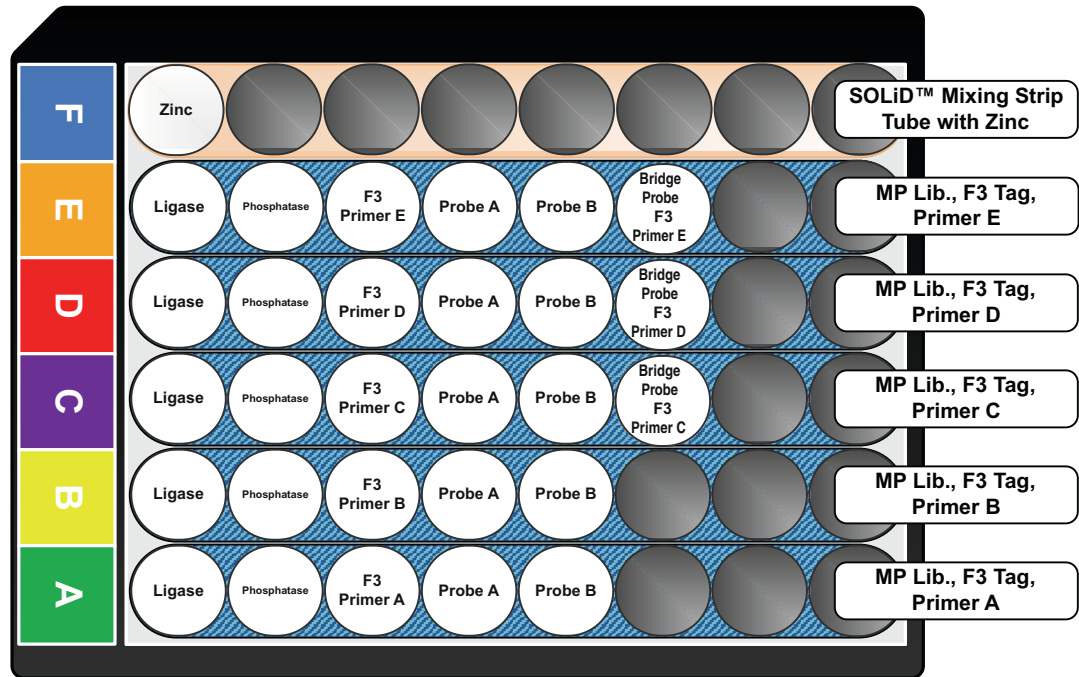 F
Zinc
SOLiD™ Mixing Strip
Tube with Zinc
E
Ligase
Phosphatase
F3
Primer E
Probe A
Probe B
Bridge
Probe
F3
Primer E
MP Lib., F3 Tag,
Primer E
D
Ligase
Phosphatase
F3
Primer D
Probe A
Probe B
Bridge
Probe
F3
Primer D
MP Lib., F3 Tag,
Primer D
C
Ligase
Phosphatase
F3
Primer C
Probe A
Probe B
Bridge
Probe
F3
Primer C
MP Lib., F3 Tag,
Primer C
B
Ligase
Phosphatase
F3
Primer B
Probe A
Probe B
MP Lib., F3 Tag,
Primer B
A
Ligase
Phosphatase
F3
Primer A
Probe A
Probe B
MP Lib., F3 Tag,
Primer A